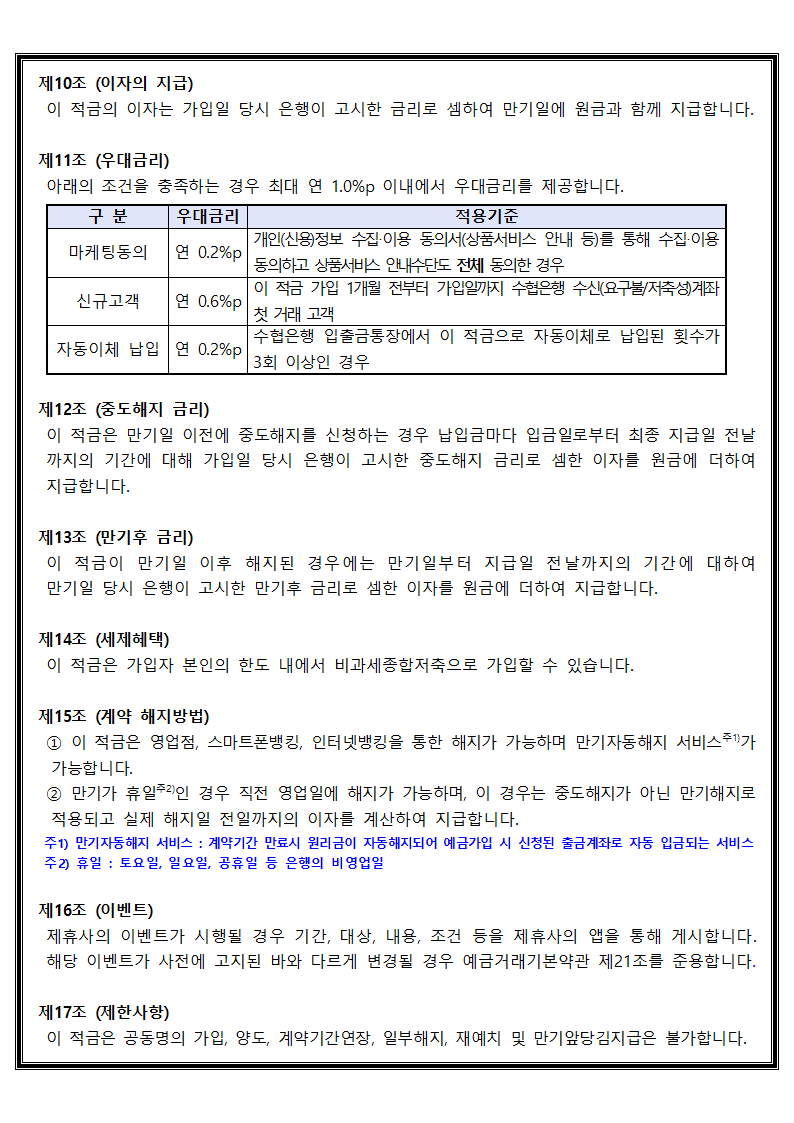 제10조 (이자의 지급)
이 적금의 이자는 가입일 당시 은행이 고시한 금리로 셈하여 만기일에 원금과 함께 지급합니다.
제11조 (우대금리)
아래의 조건을 충족하는 경우 최대 연 1.0%p 이내에서 우대금리를 제공합니다.
구 분 우대금리 적용기준
마케팅동의 연 0.2%p 개인(신용)정보 수집·이용 동의서(상품서비스 안내 등)를 통해 수집·이용
동의하고 상품서비스 안내수단도 전체 동의한 경우
신규고객 연 0.6%p 이 적금 가입 1개월 전부터 가입일까지 수협은행 수신(요구불/저축성)계좌
첫 거래 고객
자동이체 납입 연 0.2%p 수협은행 입출금통장에서 이 적금으로 자동이체로 납입된 횟수가
3회 이상인 경우
제12조 (중도해지 금리)
이 적금은 만기일 이전에 중도해지를 신청하는 경우 납입금마다 입금일로부터 최종 지급일 전날
까지의 기간에 대해 가입일 당시 은행이 고시한 중도해지 금리로 셈한 이자를 원금에 더하여
지급합니다.
제13조 (만기후 금리)
이 적금이 만기일 이후 해지된 경우에는 만기일부터 지급일 전날까지의 기간에 대하여
만기일 당시 은행이 고시한 만기후 금리로 셈한 이자를 원금에 더하여 지급합니다.
제14조 (세제혜택)
이 적금은 가입자 본인의 한도 내에서 비과세종합저축으로 가입할 수 있습니다.
제15조 (계약 해지방법)
① 이 적금은 영업점, 스마트폰뱅킹, 인터넷뱅킹을 통한 해지가 가능하며 만기자동해지 서비스주1)가
가능합니다.
② 만기가 휴일주2)인 경우 직전 영업일에 해지가 가능하며, 이 경우는 중도해지가 아닌 만기해지로
적용되고 실제 해지일 전일까지의 이자를 계산하여 지급합니다.
주1) 만기자동해지 서비스 : 계약기간 만료시 원리금이 자동해지되어 예금가입 시 신청된 출금계좌로 자동 입금되는 서비스
주2) 휴일 : 토요일, 일요일, 공휴일 등 은행의 비영업일
제16조 (이벤트)
제휴사의 이벤트가 시행될 경우 기간, 대상, 내용, 조건 등을 제휴사의 앱을 통해 게시합니다.
해당 이벤트가 사전에 고지된 바와 다르게 변경될 경우 예금거래기본약관 제21조를 준용합니다.
제17조 (제한사항)
이 적금은 공동명의 가입, 양도, 계약기간연장, 일부해지, 재예치 및 만기앞당김지급은 불가합니다.